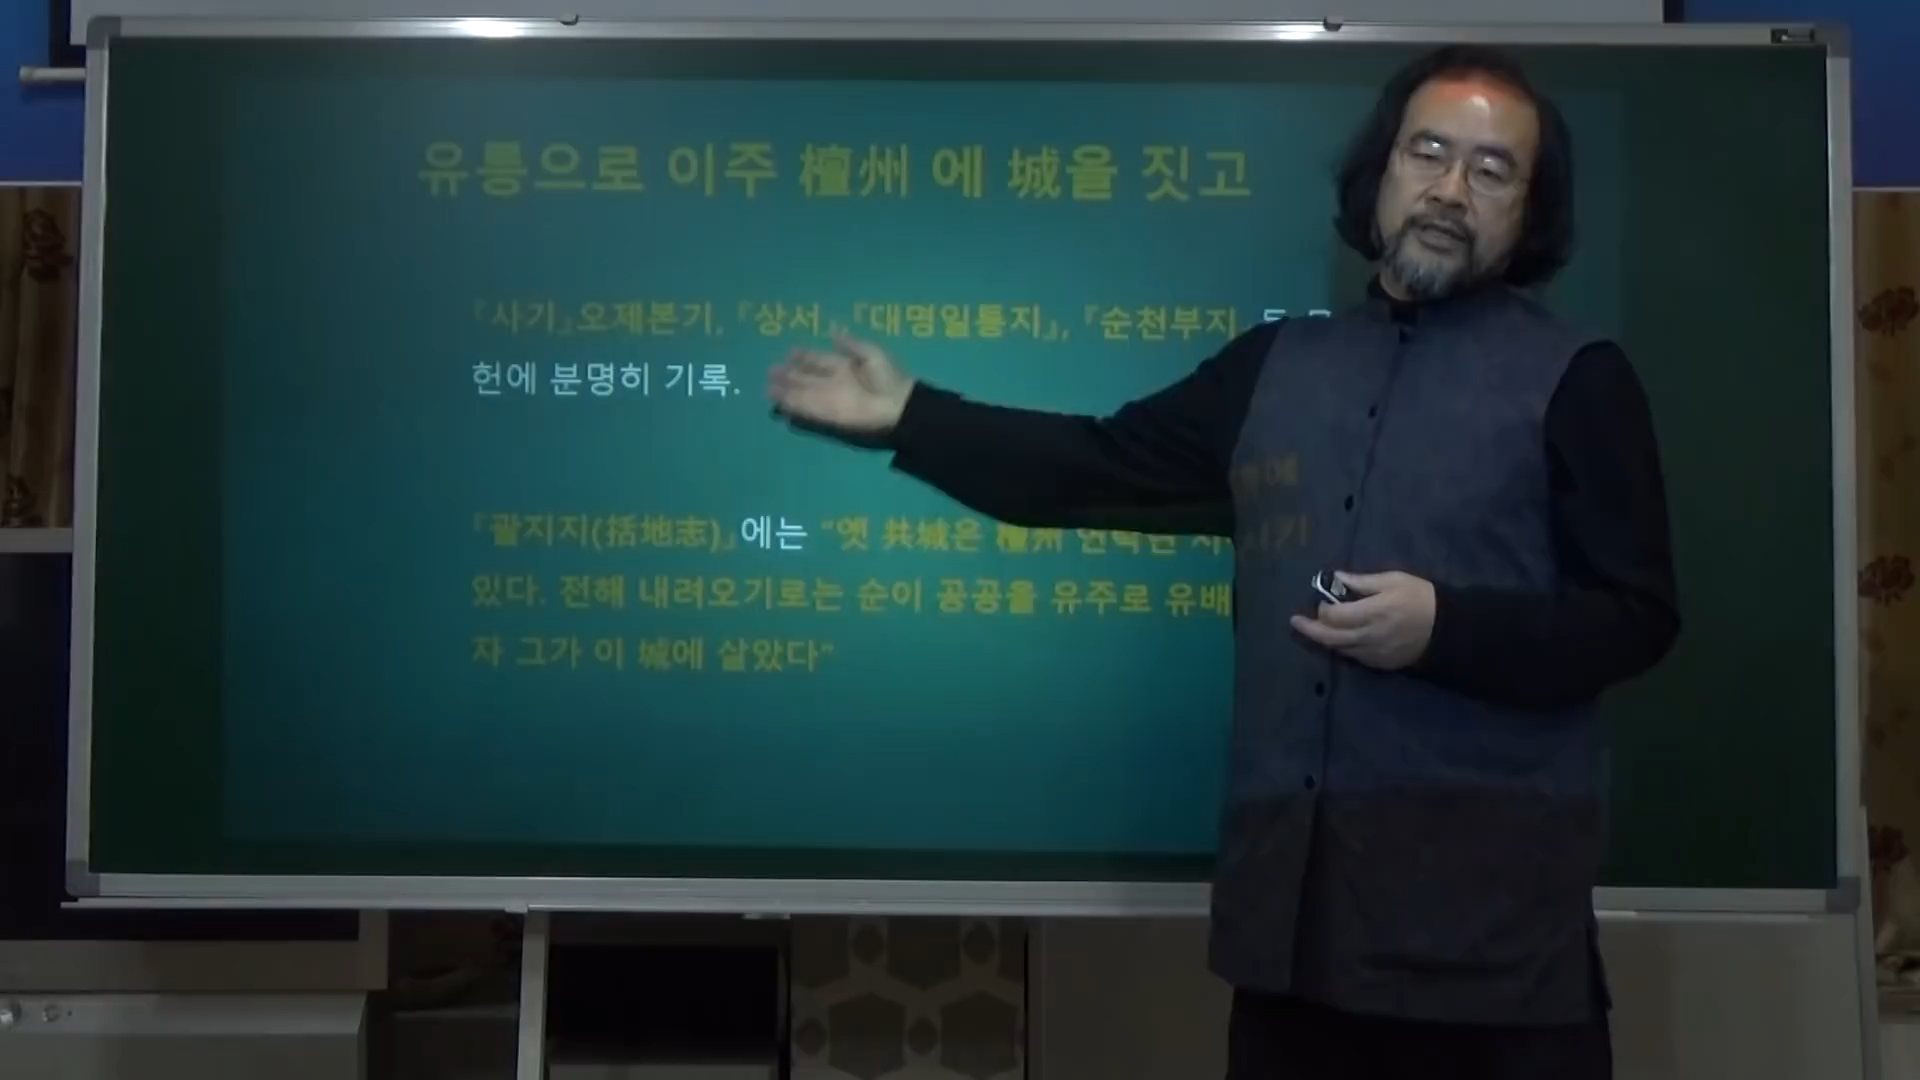 유릉으로 이주 檀州 에 城을 짓고
『사기』오제본기, 『상서』, 『대명일통지』, 『순천부지
헌에 분명히 기록.
『괄지지(括地志)』에는 “옛 共城은 檀州
있다. 전해 내려오기로는 순이 공공을 유주로 유배
자 그가 이 城에 살았다”